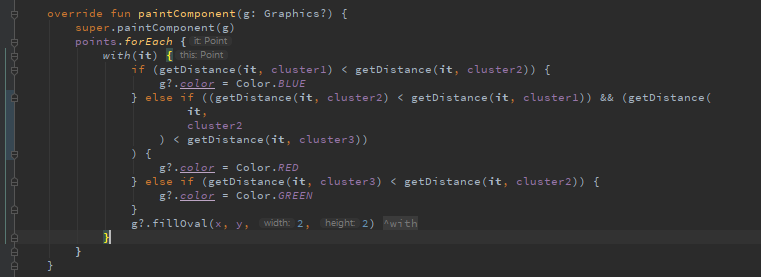 override fun paintComponent(g: Graphics?) {
super.paintComponent(g)
points.forEach { it: Point
with(it) { this: Point
if (getDistance(it, cluster1) < getDistance(it, cluster2)) {
g?.color = Color.BLUE
} else if ((getDistance(it, cluster2) < getDistance(it, cluster1)) && (getDistance(
it,
cluster2
) < getDistance(it, cluster3))
) {
g?.color = Color.RED
} else if (getDistance(it, cluster3) < getDistance(it, cluster2)) {
g?.color = Color.GREEN
}
g?.fillOval(x, y, width: 2, height: 2) ^with
}
}
}